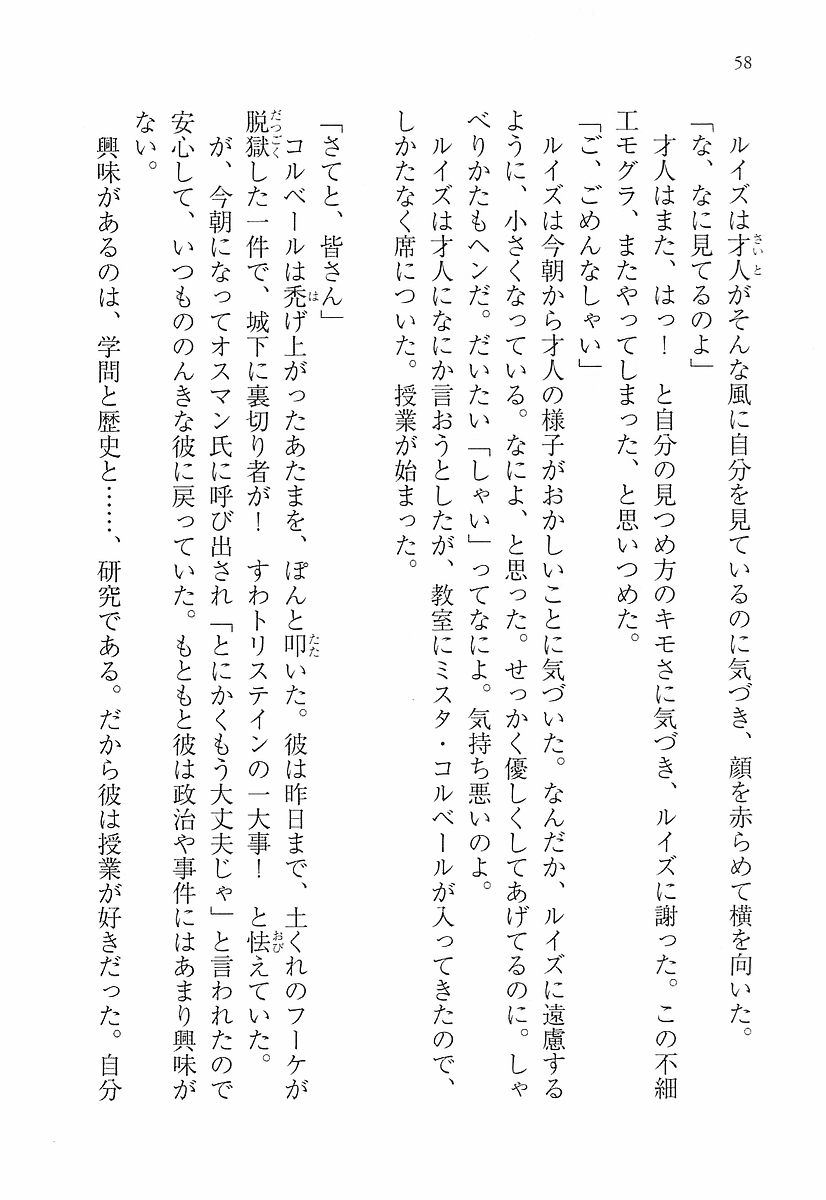 58
ルイズは才人がそんな風に自分を見ているのに気づき、顔を赤らめて横を向いた。
「な、なに見てるのよ」
才人はまた、はっ！　と自分の見つめ方のキモさに気づき、ルイズに謝った。この不細
工モグラ、またやってしまった、と思いつめた。
「ご、ごめんなしゃい」
ルイズは今朝から才人の様子がおかしいことに気づいた。なんだか、ルイズに遠慮する
ように、小さくなっている。なによ、と思った。せっかく優しくしてあげてるのに。しゃ
べりかたもヘンだ。だいたい「しゃい」ってなによ。気持ち悪いのよ。
ルイズは才人になにか言おうとしたが、教室にミスタ・コルベールが入ってきたので、
しかたなく席についた。授業が始まった。
「さてと、皆さん」
コルベールは禿げ上がったあたまを、ぽんと叩いた。彼は昨日まで、土くれのフーケが
脱獄した一件で、城下に裏切り者が！　すわトリステインの一大事！　と怯えていた。
が、今朝になってオスマン氏に呼び出され「とにかくもう大丈夫じゃ」と言われたので
安心して、いつもののんきな彼に戻っていた。もともと彼は政治や事件にはあまり興味が
ない。
興味があるのは、学問と歴史と……、研究である。だから彼は授業が好きだった。自分